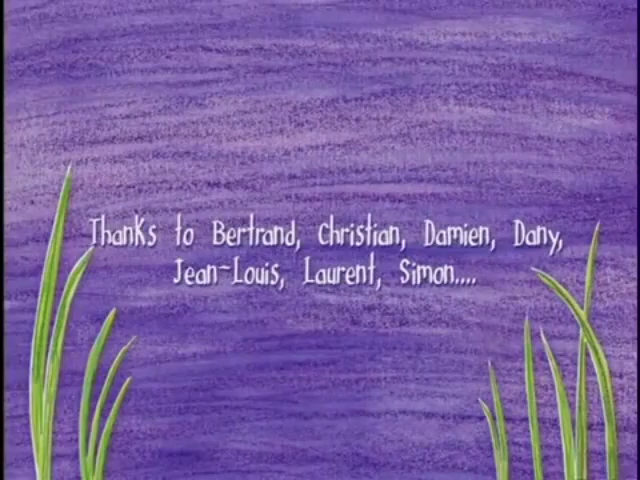 Thanks to Bertrand, Christian, Damien, Dany,
Jean-Louis, Laurent, Simon....